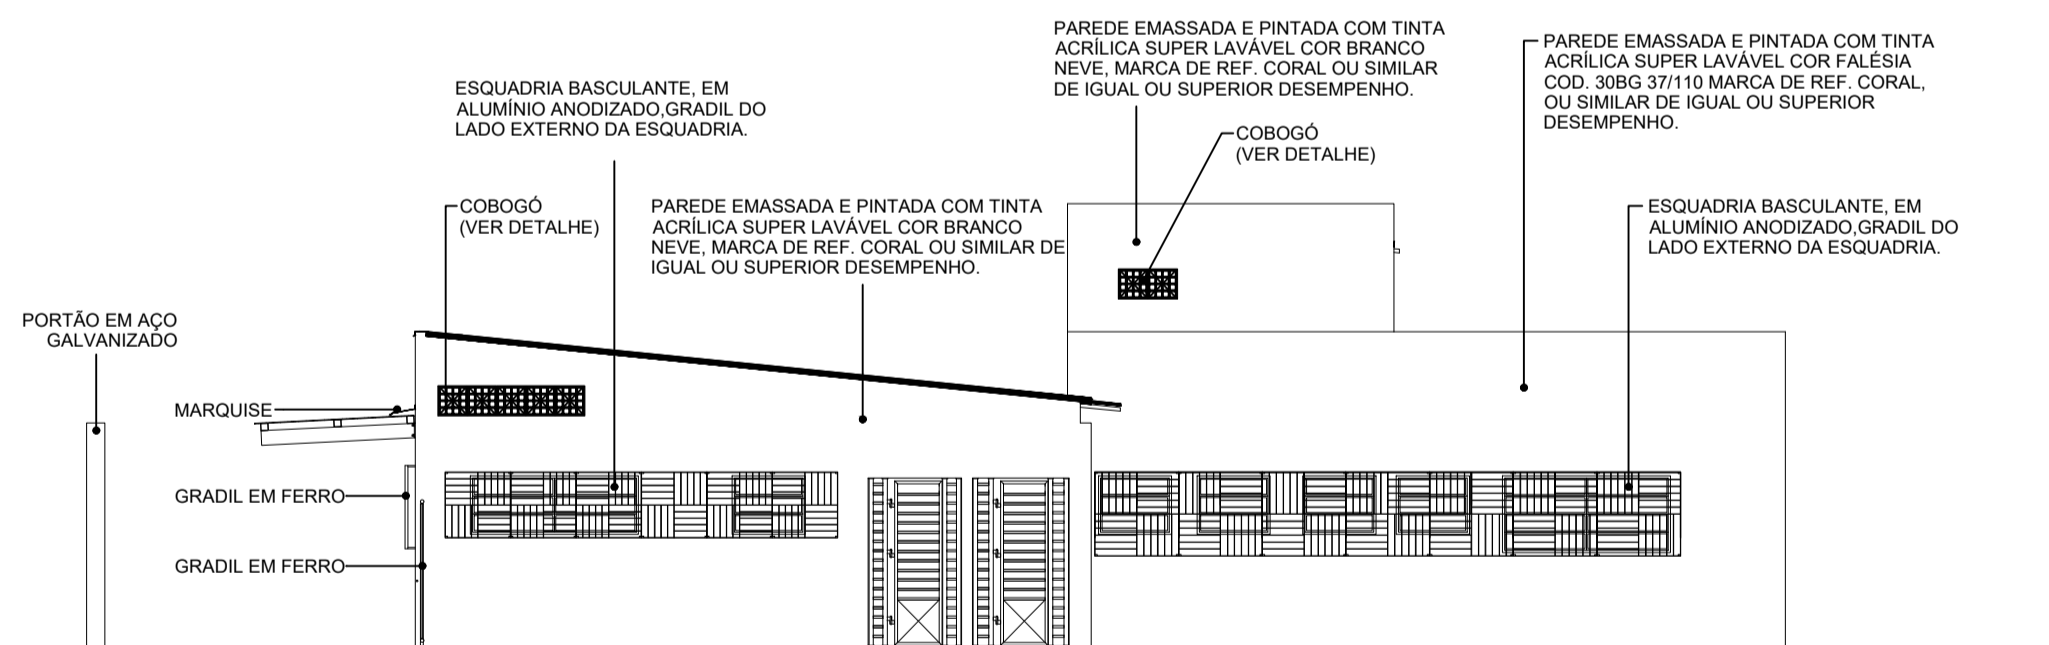 PAREDE EMASSADA E PINTADA COM TINTA
ACRÍLICA SUPER LAVÁVEL COR BRANCO
NEVE, MARCA DE REF. CORAL OU SIMILAR
DE IGUAL OU SUPERIOR DESEMPENHO.
PAREDE EMASSADA E PINTADA COM TINTA
ACRÍLICA SUPER LAVÁVEL COR FALÉSIA
COD. 30BG 37/110 MARCA DE REF. CORAL,
OU SIMILAR DE IGUAL OU SUPERIOR
DESEMPENHO.
ESQUADRIA BASCULANTE, EM
ALUMÍNIO ANODIZADO,GRADIL DO
LADO EXTERNO DA ESQUADRIA.
COBOGÓ
(VER DETALHE)
COBOGÓ
(VER DETALHE)
PAREDE EMASSADA E PINTADA COM TINTA
ACRÍLICA SUPER LAVÁVEL COR BRANCO
NEVE, MARCA DE REF. CORAL OU SIMILAR DE
IGUAL OU SUPERIOR DESEMPENHO.
ESQUADRIA BASCULANTE, EM
ALUMÍNIO ANODIZADO,GRADIL DO
LADO EXTERNO DA ESQUADRIA.
PORTÃO EM AÇO
GALVANIZADO
MARQUISE
GRADIL EM FERRO
GRADIL EM FERRO